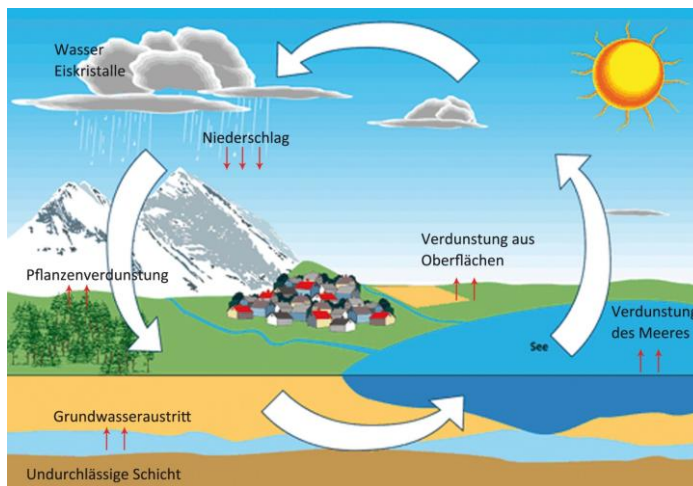 Wasser
Eiskristalle
Niederschlag
Pflanzenverdunstung
Verdunstung aus
Oberflächen
Verdunstung
des Meeres
See
Grundwasseraustritt
Undurchlässige Schicht